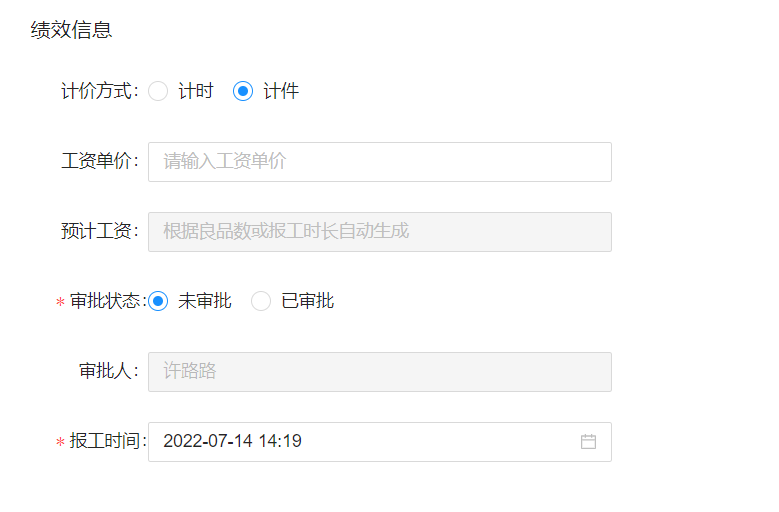 绩效信息
计价方式: 计时 计件
工资单价: 请输入工资单价
预计工资: 根据良品数或报工时长自动生成
* 审批状态: 未审批 已审批
审批人: 许路路
* 报工时间: 2022-07-14 14:19